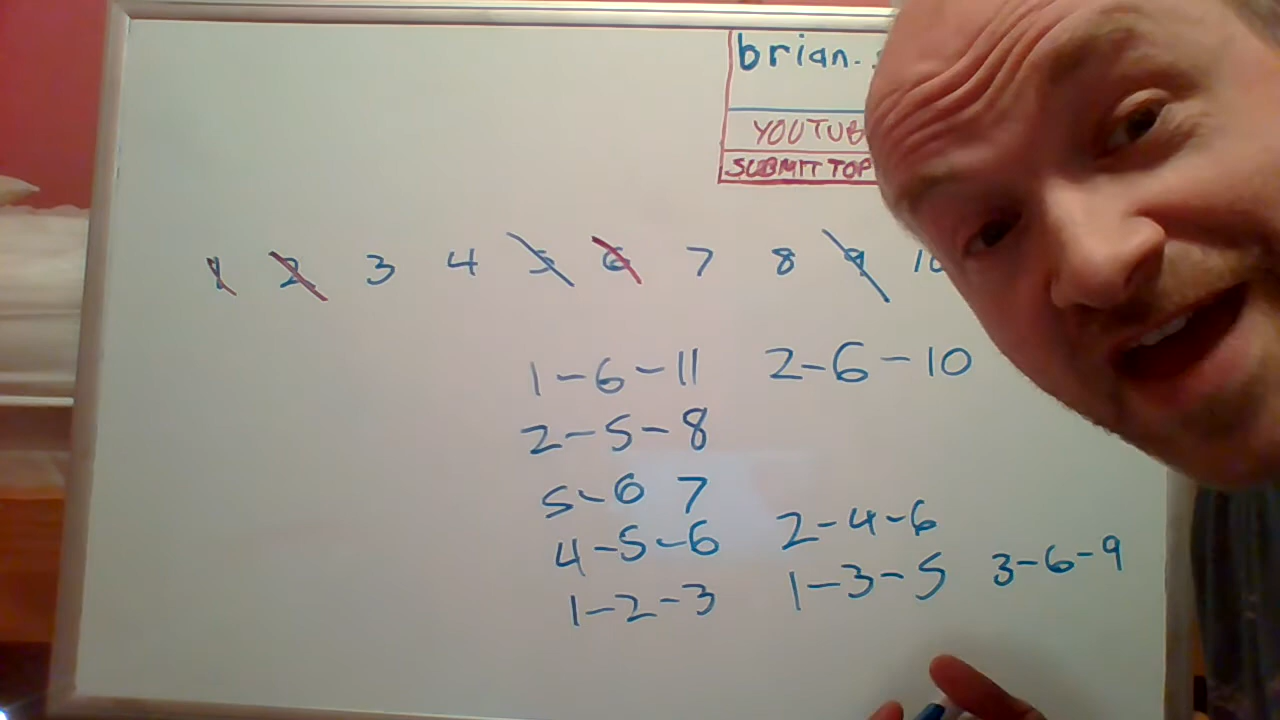 brian.
YOUTUB
SUBMIT TOP
1 2 3 4 5 6 7 8 9 10
1-6-11 2-6-10
2-5-8
5-6 7
4-5-6 2-4-6
1-2-3 1-3-5 3-6-9